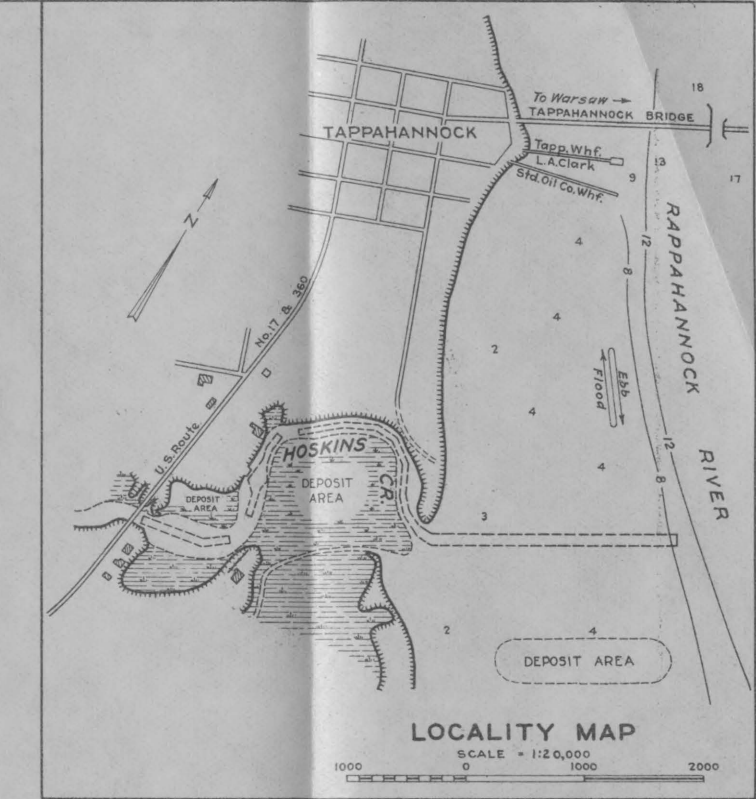 18
To Warsaw →
TAPPAHANNOCK BRIDGE
TAPPAHANNOCK
Tapp. Whf.
L.A. Clark
Std. Oil Co. Whf.
9
13
17
N
RAPPAHANNOCK RIVER
12
8
4
4
2
4
4
Ebb
Flood
12
8
No. 17 & 360
U.S. Route
HOSKINS CR.
DEPOSIT
AREA
DEPOSIT
AREA
3
2
4
DEPOSIT AREA
LOCALITY MAP
SCALE = 1:20,000
1000 0 1000 2000